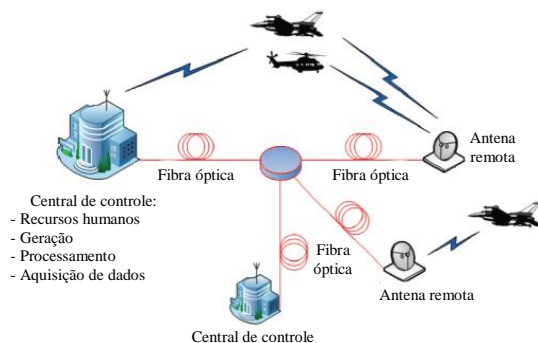 Antena
remota
Fibra óptica
Fibra óptica
Central de controle:
- Recursos humanos
- Geração
- Processamento
- Aquisição de dados
Fibra
óptica
Antena remota
Central de controle